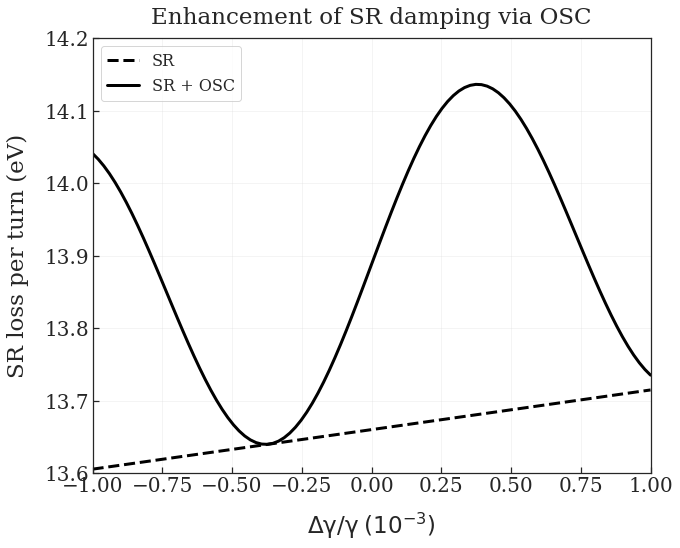 Enhancement of SR damping via OSC
SR
SR + OSC
SR loss per turn (eV)
14.2
14.1
14.0
13.9
13.8
13.7
13.6
−1.00 −0.75 −0.50 −0.25 0.00 0.25 0.50 0.75 1.00
Δγ/γ (10⁻³)